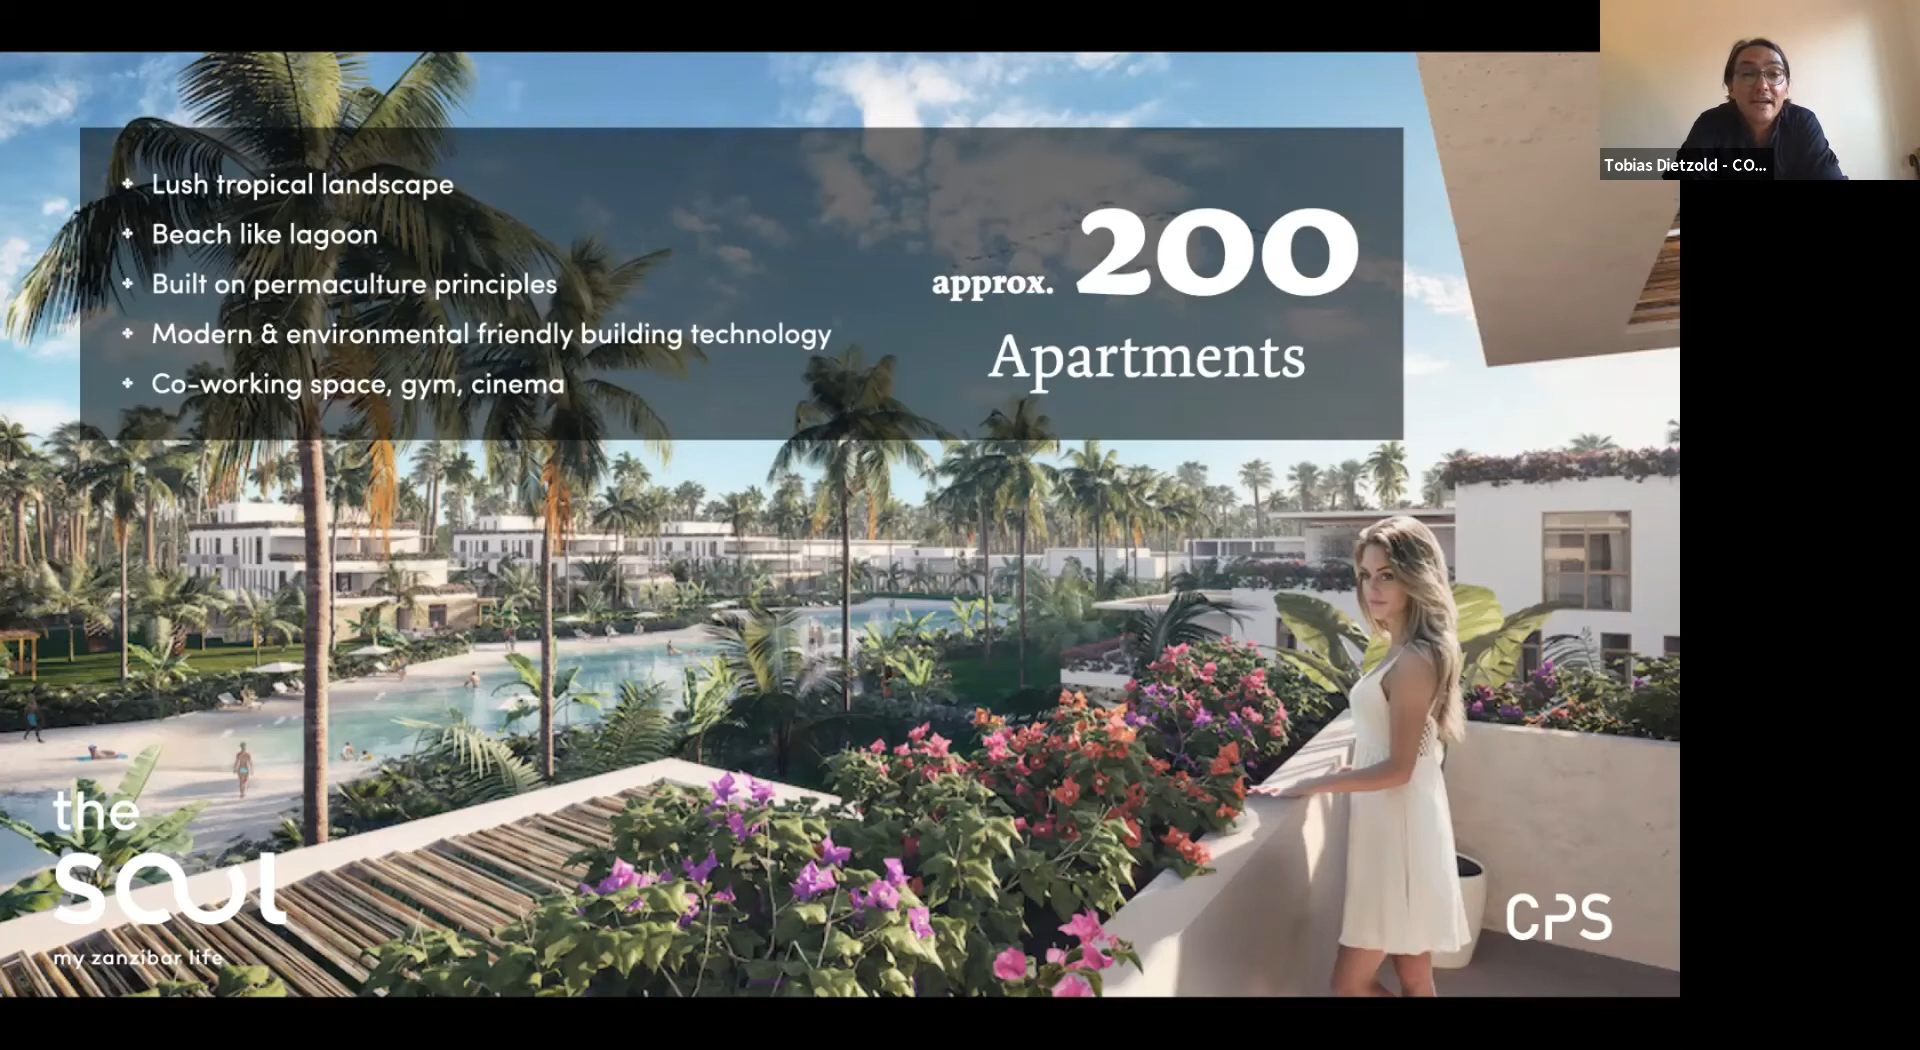 Lush tropical landscape
Beach like lagoon
Built on permaculture principles
Modern & environmental friendly building technology
Co-working space, gym, cinema
approx. 200
Apartments
Tobias Dietzold - CO...
the
soul
my zanzibar life
CPS